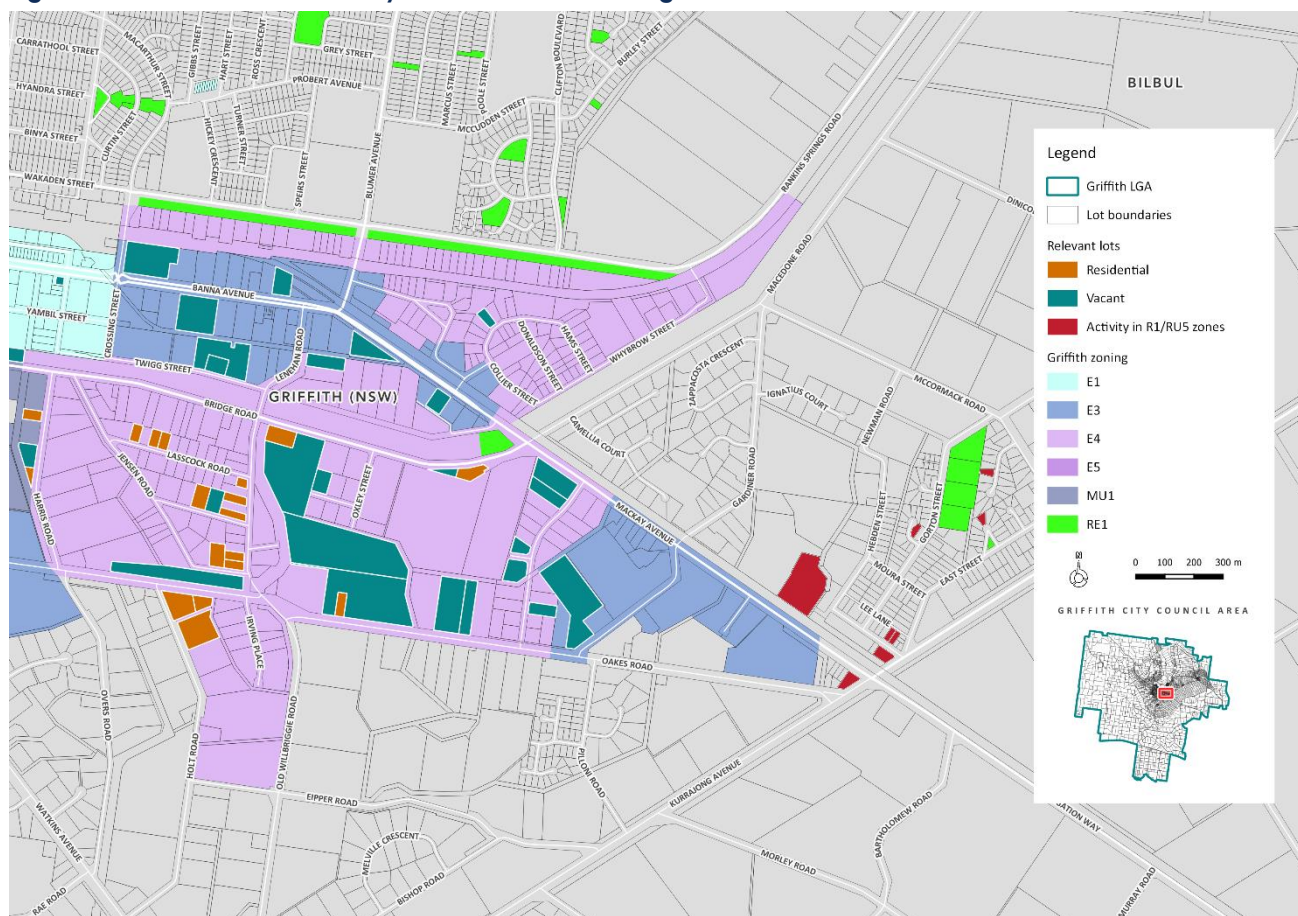 CARRATHOOL STREET
MACARTHUR STREET
GIBBS STREET
HART STREET
ROSS CRESCENT
GREY STREET
PROBERT AVENUE
HYANDRA STREET
BINYA STREET
CURTIN STREET
HICKEY CRESCENT
TURNER STREET
SPEIRS STREET
WAKADEN STREET
BLUMER AVENUE
MARCUS STREET
POOLE STREET
MCCUDDEN STREET
CLIFTON BOULEVARD
BURLEY STREET
RANKINS SPRINGS ROAD
BILBUL
MACEDONE ROAD
BANNA AVENUE
YAMBIL STREET
CROSSING STREET
TWIGG STREET
LENEHAN ROAD
GRIFFITH (NSW)
BRIDGE ROAD
COLLIER STREET
DONALDSON STREET
HAMS STREET
WHYBROW STREET
ZAPPACOSTA CRESCENT
IGNATIUS COURT
NEWMAN ROAD
MCCORMACK ROAD
CAMELLIA COURT
GARDINER ROAD
HEBDEN STREET
GORTON STREET
MOURA STREET
EAST STREET
LEE LANE
LASSCOCK ROAD
JENSEN ROAD
OXLEY STREET
HARRIS ROAD
MACKAY AVENUE
IRVING PLACE
OAKES ROAD
OVERS ROAD
HOLT ROAD
OLD WILLBRIGGIE ROAD
PILLONI ROAD
KURRAJONG AVENUE
EIPPER ROAD
MELVILLE CRESCENT
BISHOP ROAD
WATKINS AVENUE
RAE ROAD
MORLEY ROAD
BARTHOLOMEW ROAD
MURRAY ROAD
Legend
Griffith LGA
Lot boundaries
Relevant lots
Residential
Vacant
Activity in R1/RU5 zones
Griffith zoning
E1
E3
E4
E5
MU1
RE1
N
0 100 200 300 m
GRIFFITH CITY COUNCIL AREA